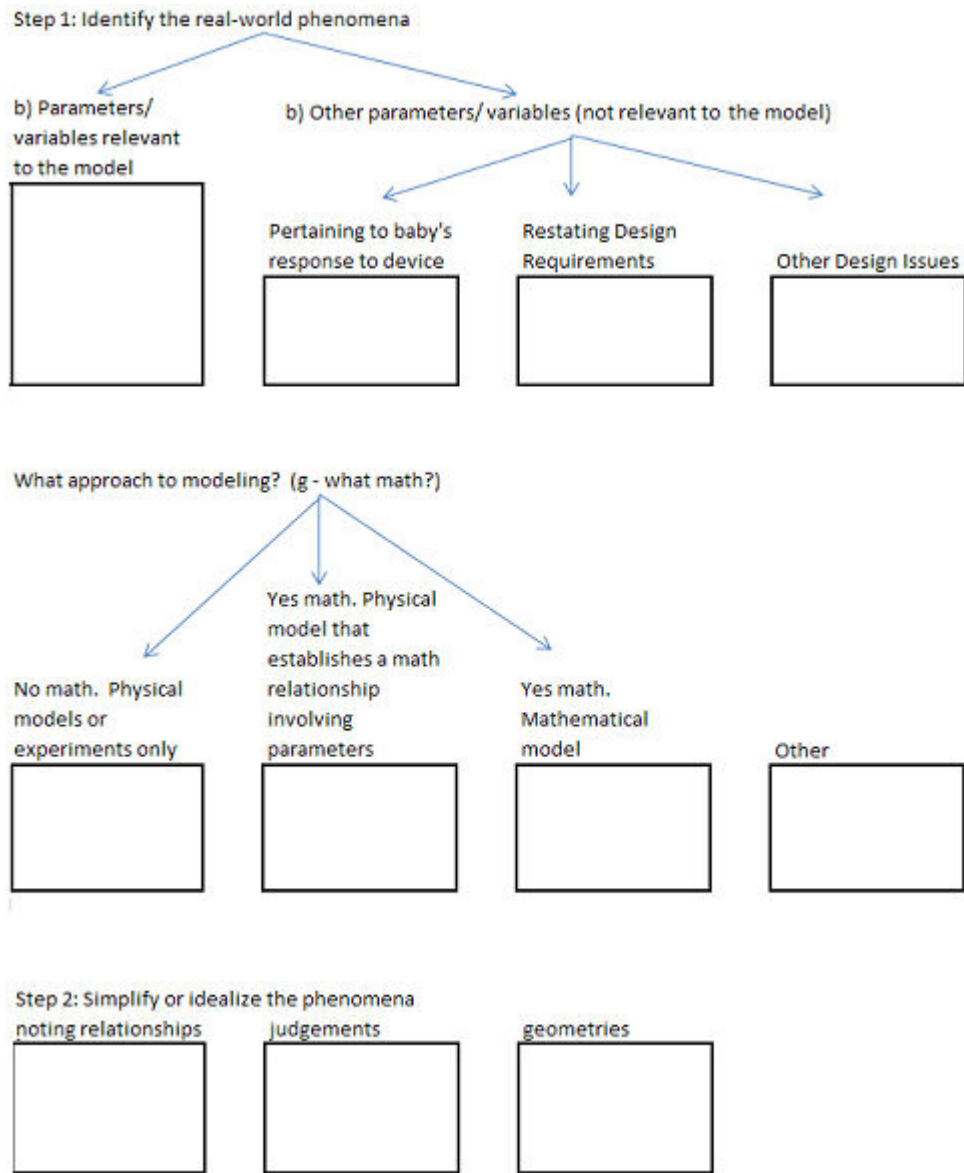 Step 1: Identify the real-world phenomena
b) Parameters/
variables relevant
to the model
b) Other parameters/ variables (not relevant to the model)
Pertaining to baby's
response to device
Restating Design
Requirements
Other Design Issues
What approach to modeling? (g - what math?)
No math. Physical
models or
experiments only
Yes math. Physical
model that
establishes a math
relationship
involving
parameters
Yes math.
Mathematical
model
Other
Step 2: Simplify or idealize the phenomena
noting relationships
judgements
geometries